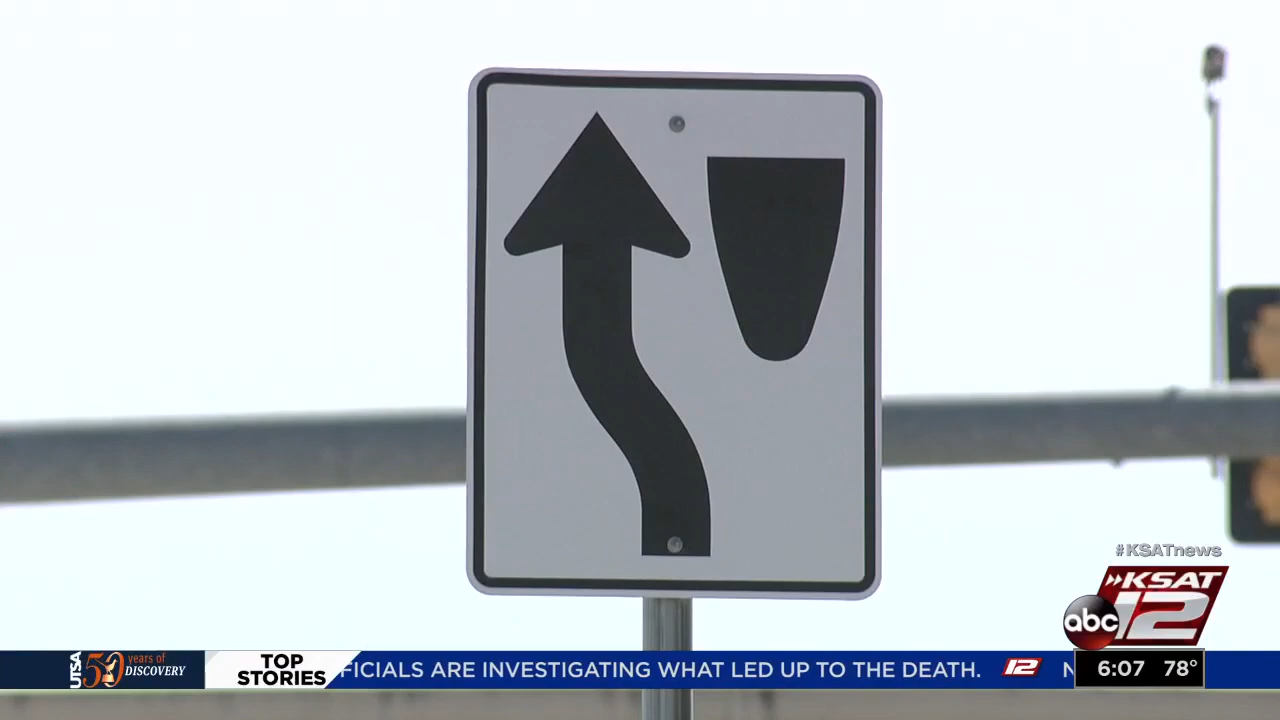 #KSATnews
KSAT
abc 12
UTSA 50 years of DISCOVERY
TOP STORIES
FICIALS ARE INVESTIGATING WHAT LED UP TO THE DEATH. 12 N
6:07 78°